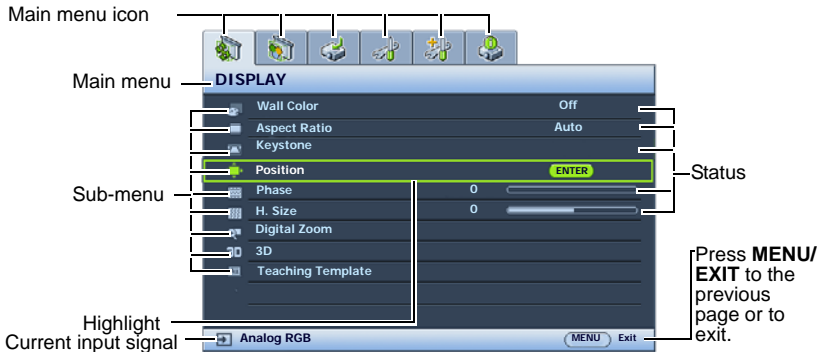 Main menu icon
Main menu
DISPLAY
Wall Color Off
Aspect Ratio Auto
Keystone
Position ENTER
Status
Sub-menu
Phase 0
H. Size 0
Digital Zoom
3D 3D
Teaching Template
Press MENU/
EXIT to the
previous
page or to
exit.
Highlight
Current input signal
Analog RGB
MENU Exit